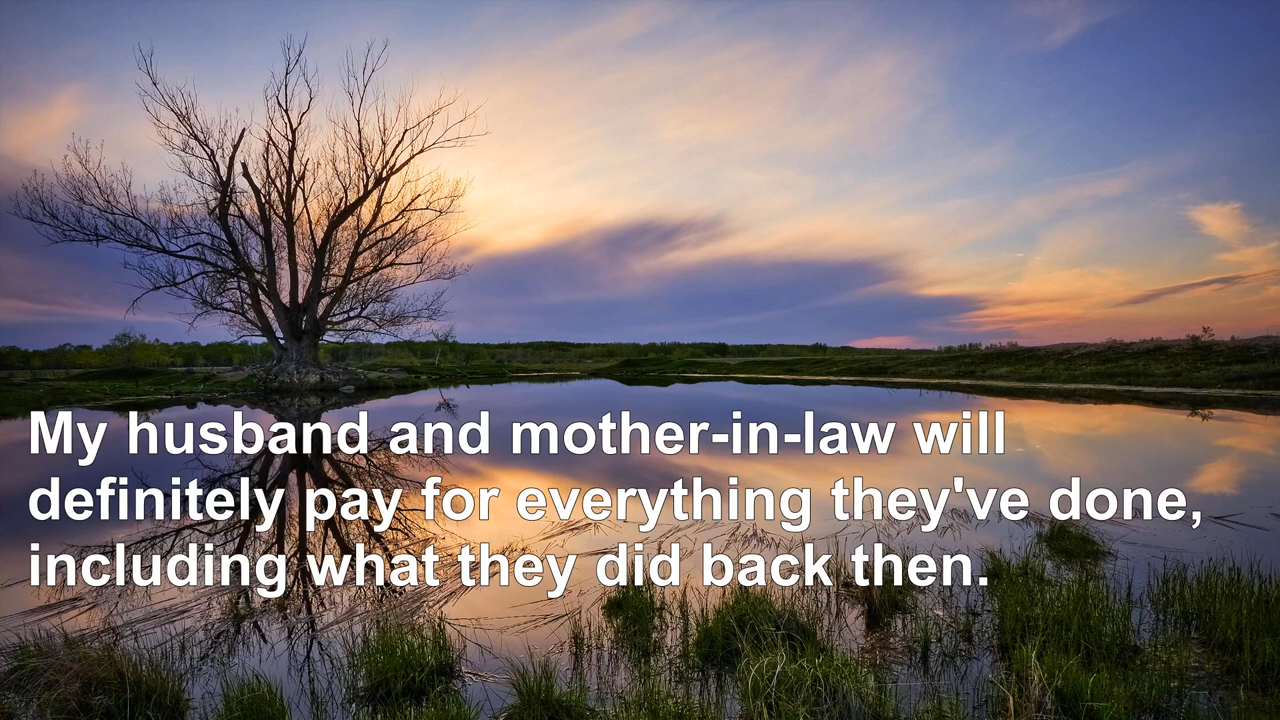 My husband and mother-in-law will
definitely pay for everything they've done,
including what they did back then.